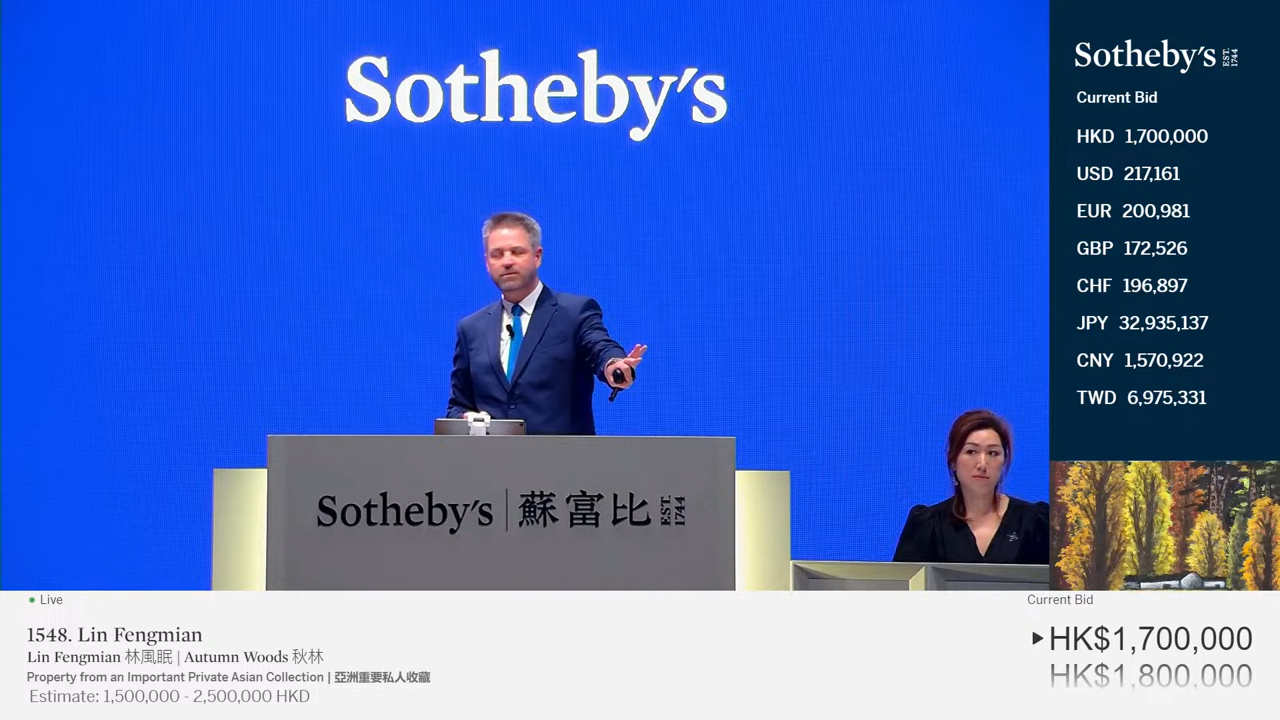 Sotheby's
Sotheby's | 蘇富比 EST. 1744
Sotheby's EST. 1744
Current Bid
HKD 1,700,000
USD 217,161
EUR 200,981
GBP 172,526
CHF 196,897
JPY 32,935,137
CNY 1,570,922
TWD 6,975,331
Live
1548. Lin Fengmian
Lin Fengmian 林風眠 | Autumn Woods 秋林
Property from an Important Private Asian Collection | 亞洲重要私人收藏
Estimate: 1,500,000 - 2,500,000 HKD
Current Bid
HK$1,700,000
HK$1,800,000